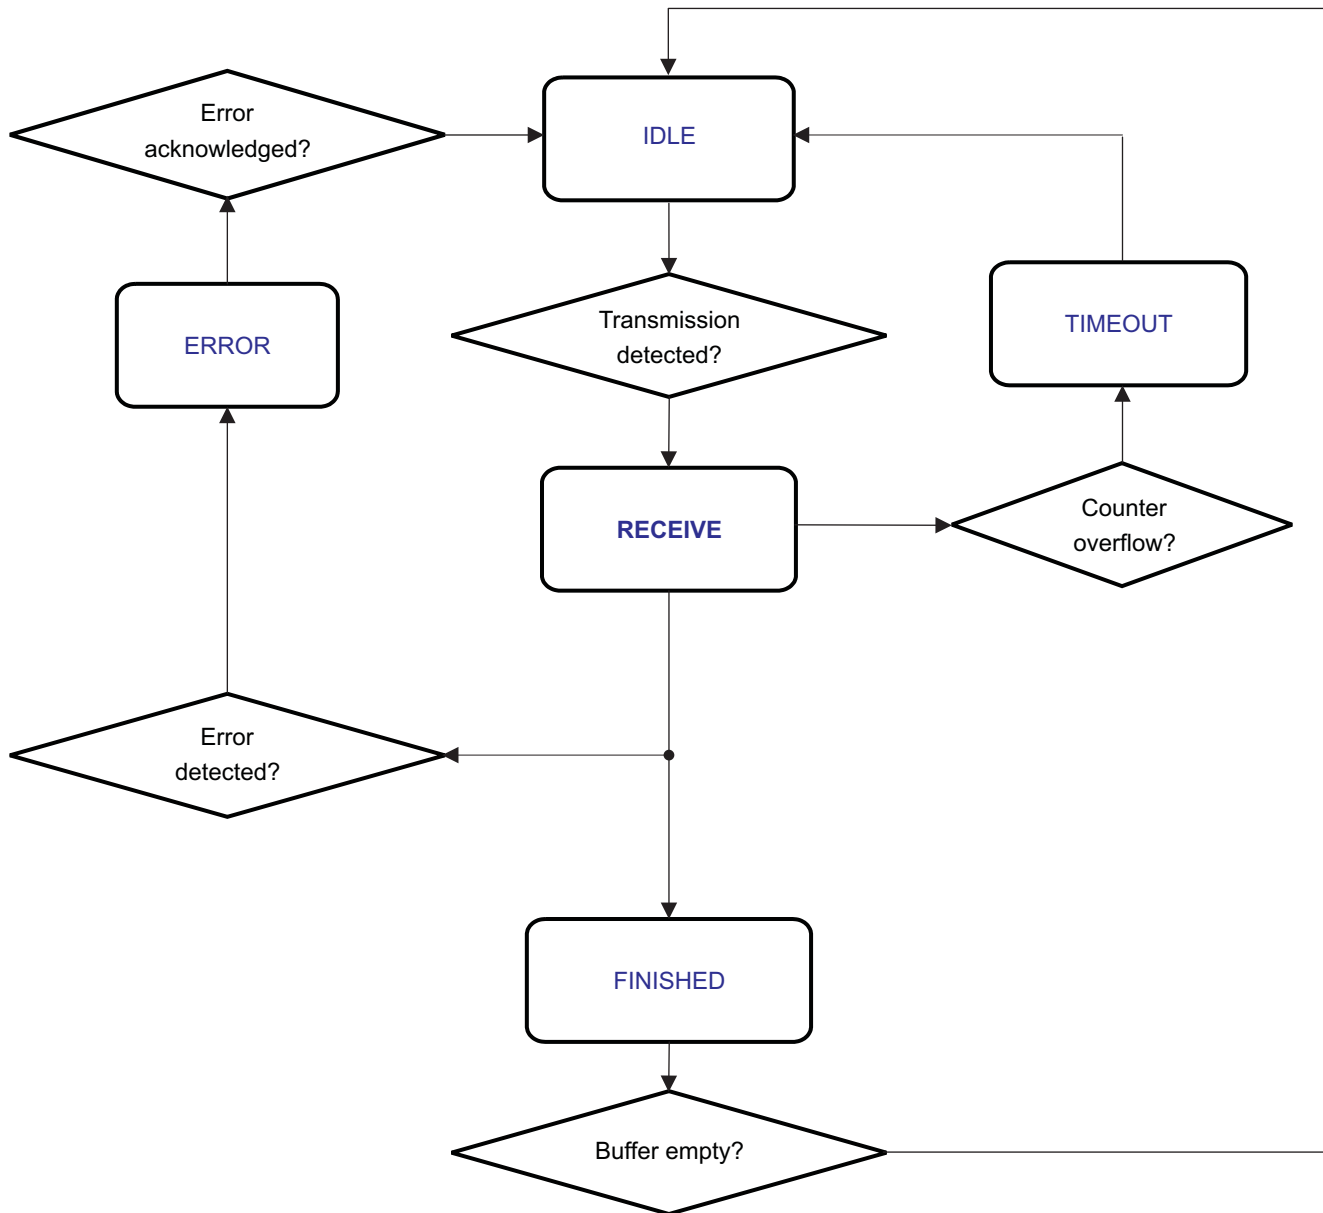 Error
acknowledged?
IDLE
ERROR
Transmission
detected?
TIMEOUT
RECEIVE
Counter
overflow?
Error
detected?
FINISHED
Buffer empty?